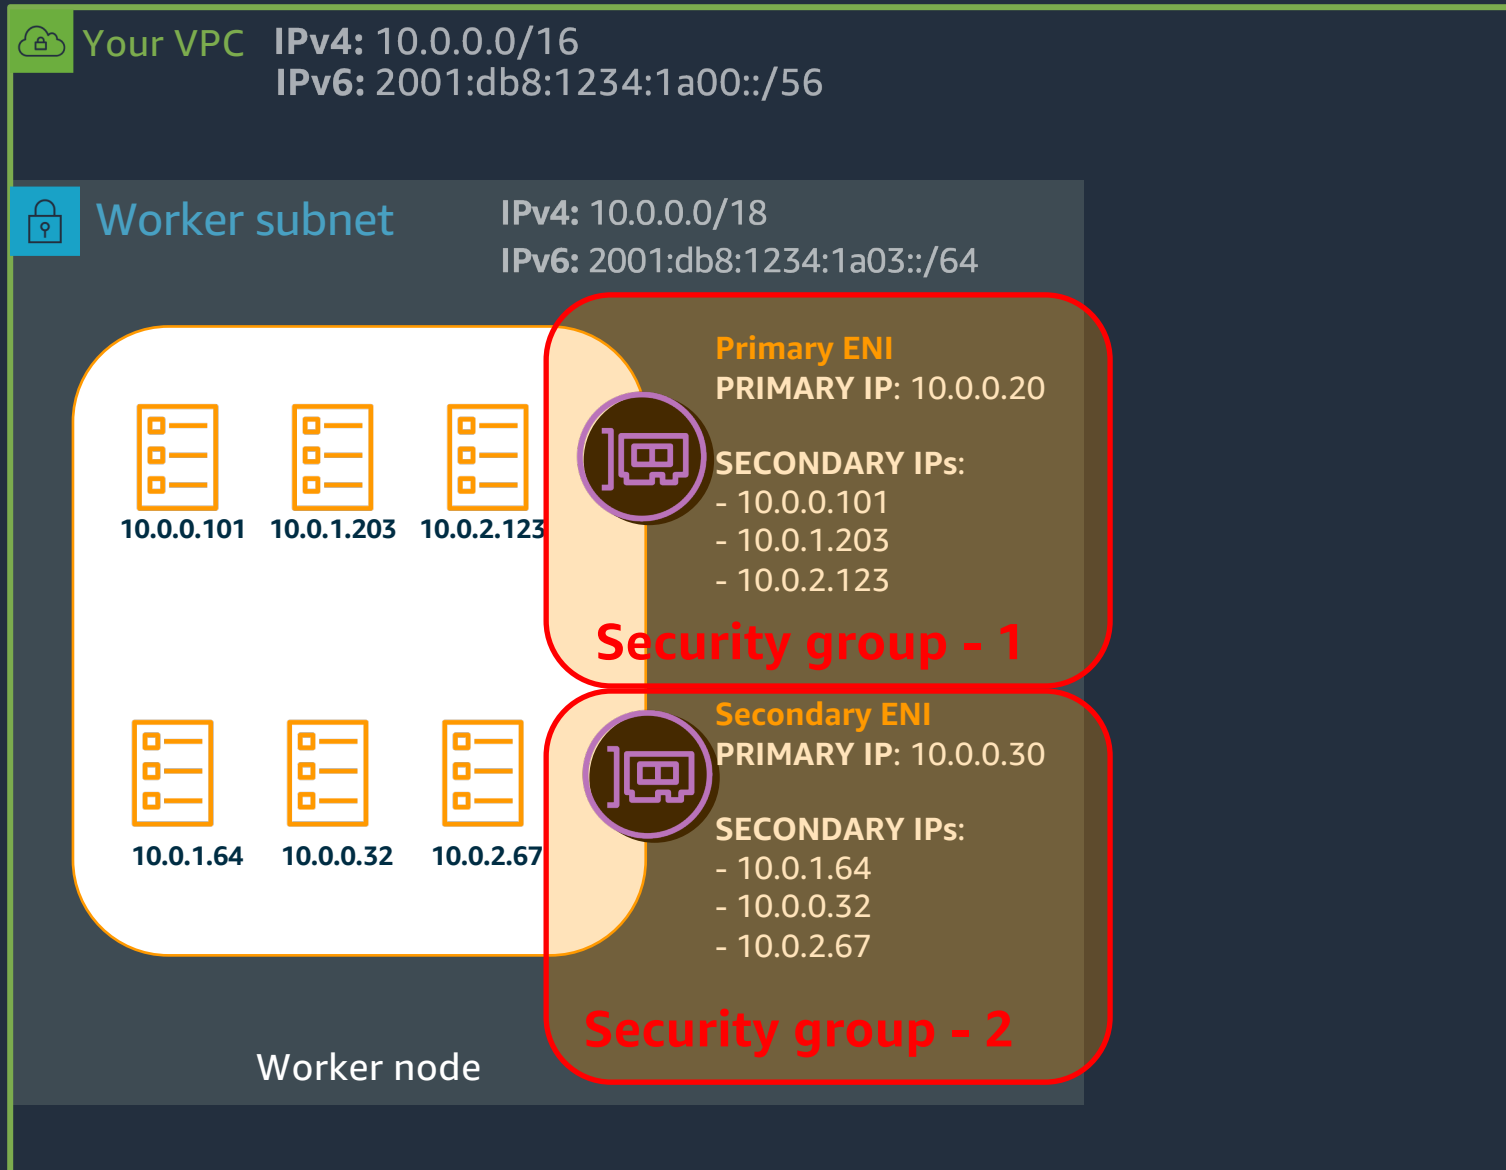 Your VPC IPv4: 10.0.0.0/16
IPv6: 2001:db8:1234:1a00::/56
Worker subnet IPv4: 10.0.0.0/18
IPv6: 2001:db8:1234:1a03::/64
Primary ENI
PRIMARY IP: 10.0.0.20
SECONDARY IPs:
- 10.0.0.101
- 10.0.1.203
- 10.0.2.123
10.0.0.101 10.0.1.203 10.0.2.123
Security group - 1
Secondary ENI
PRIMARY IP: 10.0.0.30
SECONDARY IPs:
- 10.0.1.64
- 10.0.0.32
- 10.0.2.67
10.0.1.64 10.0.0.32 10.0.2.67
Security group - 2
Worker node